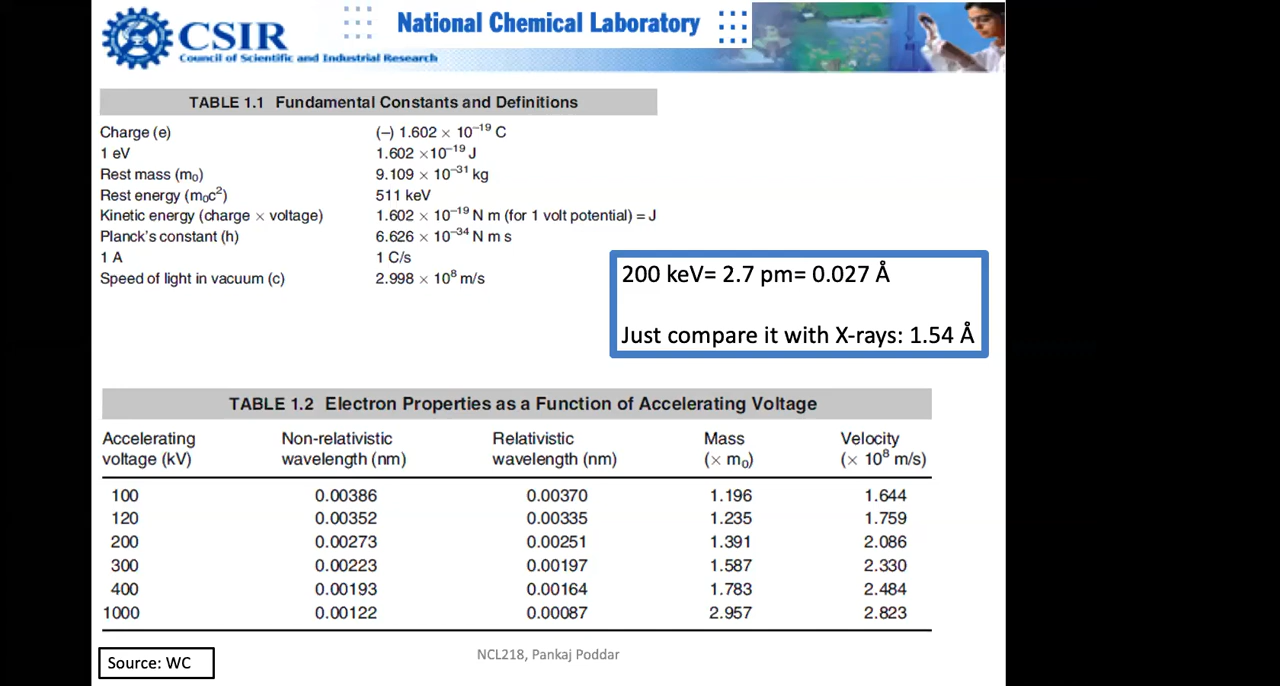 CSIR
Council of Scientific and Industrial Research
National Chemical Laboratory
TABLE 1.1 Fundamental Constants and Definitions
Charge (e) (–) 1.602 × 10⁻¹⁹ C
1 eV 1.602 ×10⁻¹⁹ J
Rest mass (m₀) 9.109 × 10⁻³¹ kg
Rest energy (m₀c²) 511 keV
Kinetic energy (charge × voltage) 1.602 × 10⁻¹⁹ N m (for 1 volt potential) = J
Planck's constant (h) 6.626 × 10⁻³⁴ N m s
1 A 1 C/s
Speed of light in vacuum (c) 2.998 × 10⁸ m/s
200 keV= 2.7 pm= 0.027 Å
Just compare it with X-rays: 1.54 Å
TABLE 1.2 Electron Properties as a Function of Accelerating Voltage
Accelerating Non-relativistic Relativistic Mass Velocity
voltage (kV) wavelength (nm) wavelength (nm) (× m₀) (× 10⁸ m/s)
100 0.00386 0.00370 1.196 1.644
120 0.00352 0.00335 1.235 1.759
200 0.00273 0.00251 1.391 2.086
300 0.00223 0.00197 1.587 2.330
400 0.00193 0.00164 1.783 2.484
1000 0.00122 0.00087 2.957 2.823
Source: WC
NCL218, Pankaj Poddar